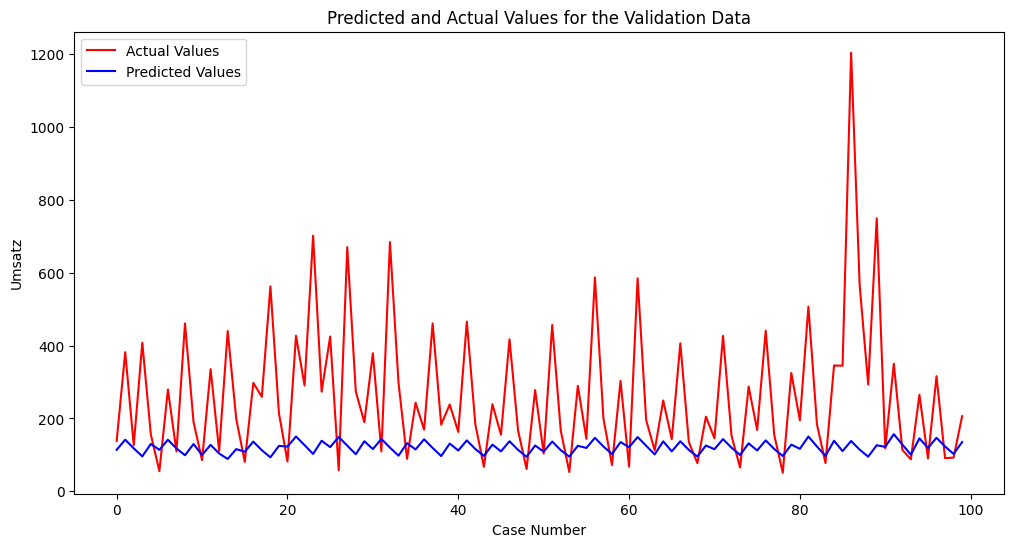 Predicted and Actual Values for the Validation Data
Actual Values
Predicted Values
1200
1000
800
600
400
200
0
Umsatz
0 20 40 60 80 100
Case Number